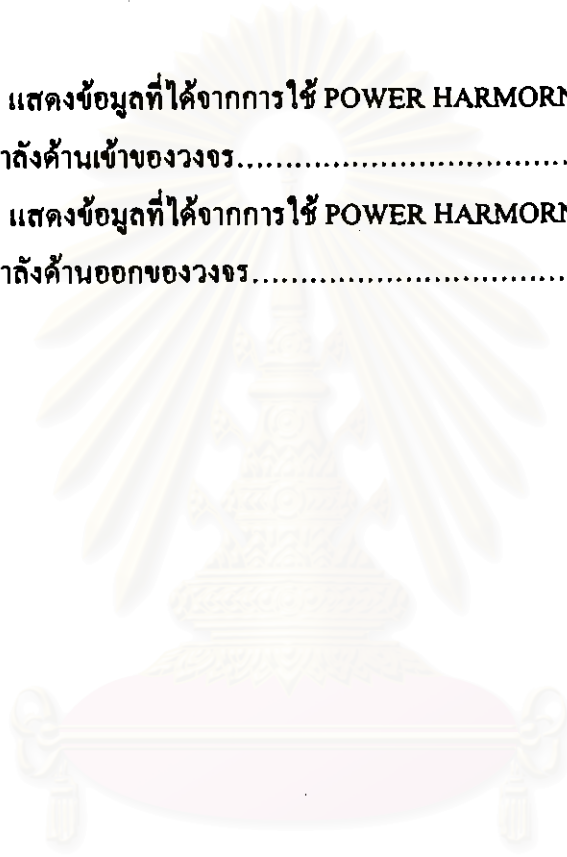 แสดงข้อมูลที่ได้จากการใช้ POWER HARMORN
าลังด้านเข้าของวงจร......................................
แสดงข้อมูลที่ได้จากการใช้ POWER HARMORN
าลังด้านออกของวงจร....................................